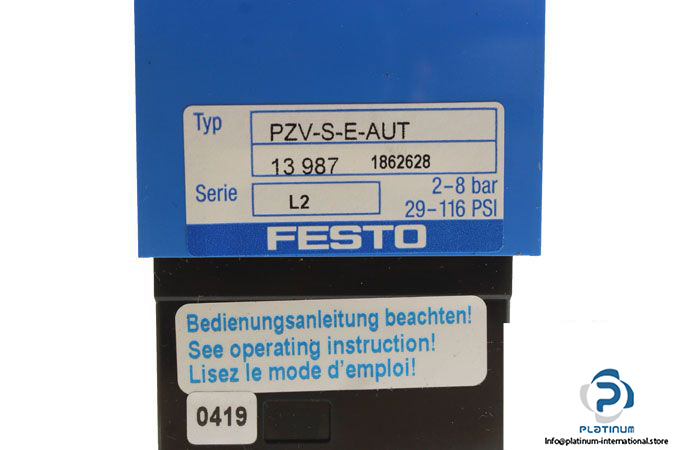 Typ
PZV-S-E-AUT
13 987 1862628
Serie
L2
2-8 bar
29-116 PSI
FESTO
Bedienungsanleitung beachten!
See operating instruction!
Lisez le mode d'emploi!
0419
PLATINUM
info@platinum-international.store